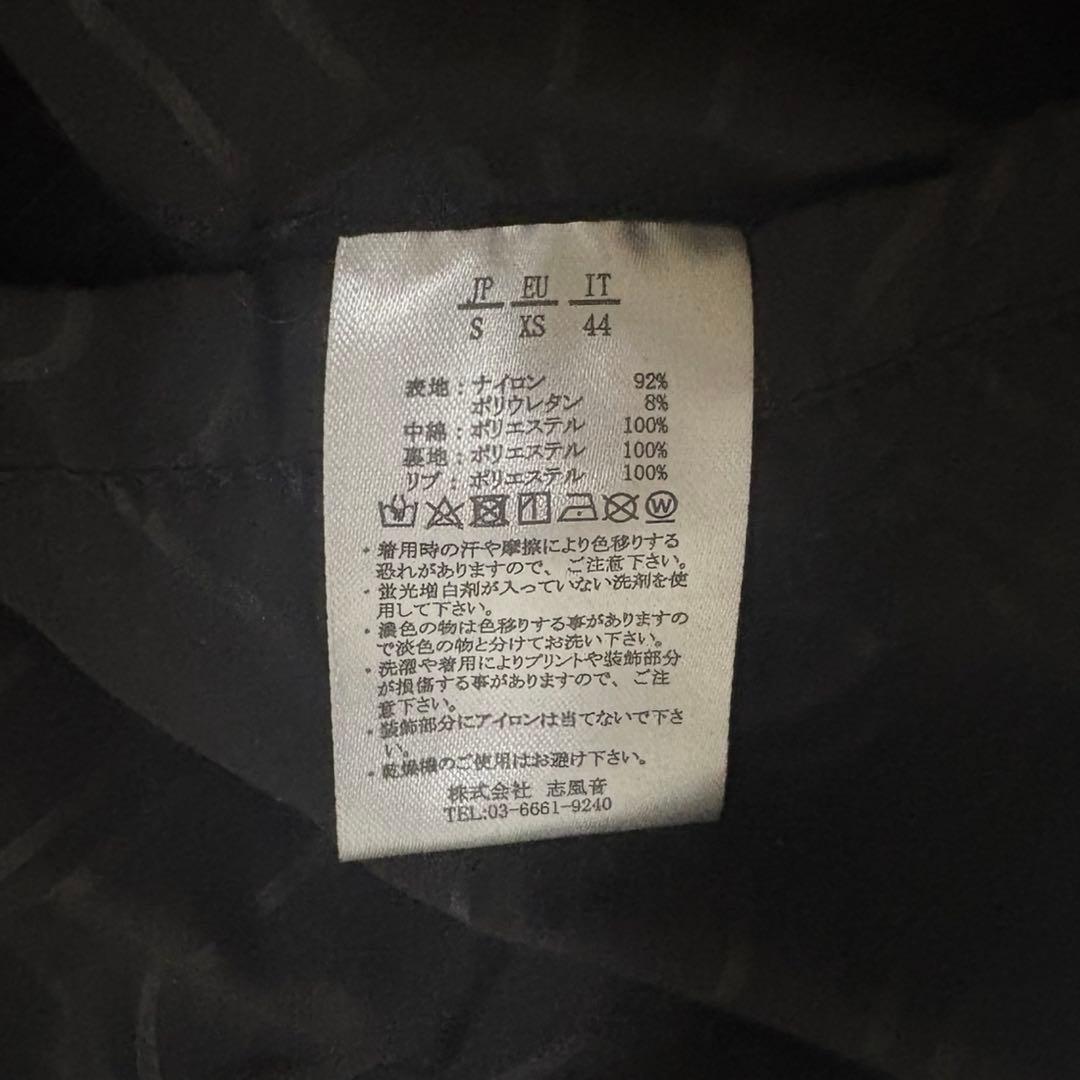 JP EU IT
S XS 44
表地：ナイロン 92%
ポリウレタン 8%
中綿：ポリエステル 100%
裏地：ポリエステル 100%
リブ：ポリエステル 100%
W
・着用時の汗や摩擦により色移りする
恐れがありますので、ご注意下さい。
・蛍光増白剤が入っていない洗剤を使
用して下さい。
・濃色の物は色移りする事がありますの
で淡色の物と分けてお洗い下さい。
・洗濯や着用によりプリントや装飾部分
が損傷する事がありますので、ご注
意下さい。
・装飾部分にアイロンは当てないで下さ
い。
・乾燥機のご使用はお避け下さい。
株式会社 志風音
TEL:03-6661-9240